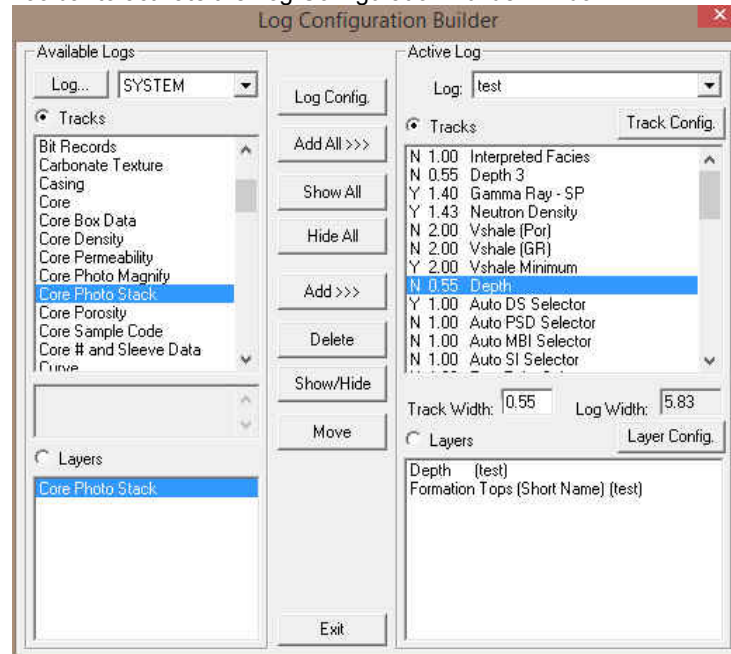 Log Configuration Builder
Available Logs
Log... SYSTEM
Tracks
Bit Records
Carbonate Texture
Casing
Core
Core Box Data
Core Density
Core Permeability
Core Photo Magnify
Core Photo Stack
Core Porosity
Core Sample Code
Core # and Sleeve Data
Curve
Layers
Core Photo Stack
Log Config.
Add All >>>
Show All
Hide All
Add >>>
Delete
Show/Hide
Move
Exit
Active Log
Log: test
Tracks Track Config.
N 1.00 Interpreted Facies
N 0.55 Depth 3
Y 1.40 Gamma Ray - SP
Y 1.43 Neutron Density
N 2.00 Vshale (Por)
N 2.00 Vshale (GR)
Y 2.00 Vshale Minimum
N 0.55 Depth
Y 1.00 Auto DS Selector
N 1.00 Auto PSD Selector
N 1.00 Auto MBI Selector
N 1.00 Auto SI Selector
Track Width: 0.55 Log Width: 5.83
Layers Layer Config.
Depth (test)
Formation Tops (Short Name) (test)